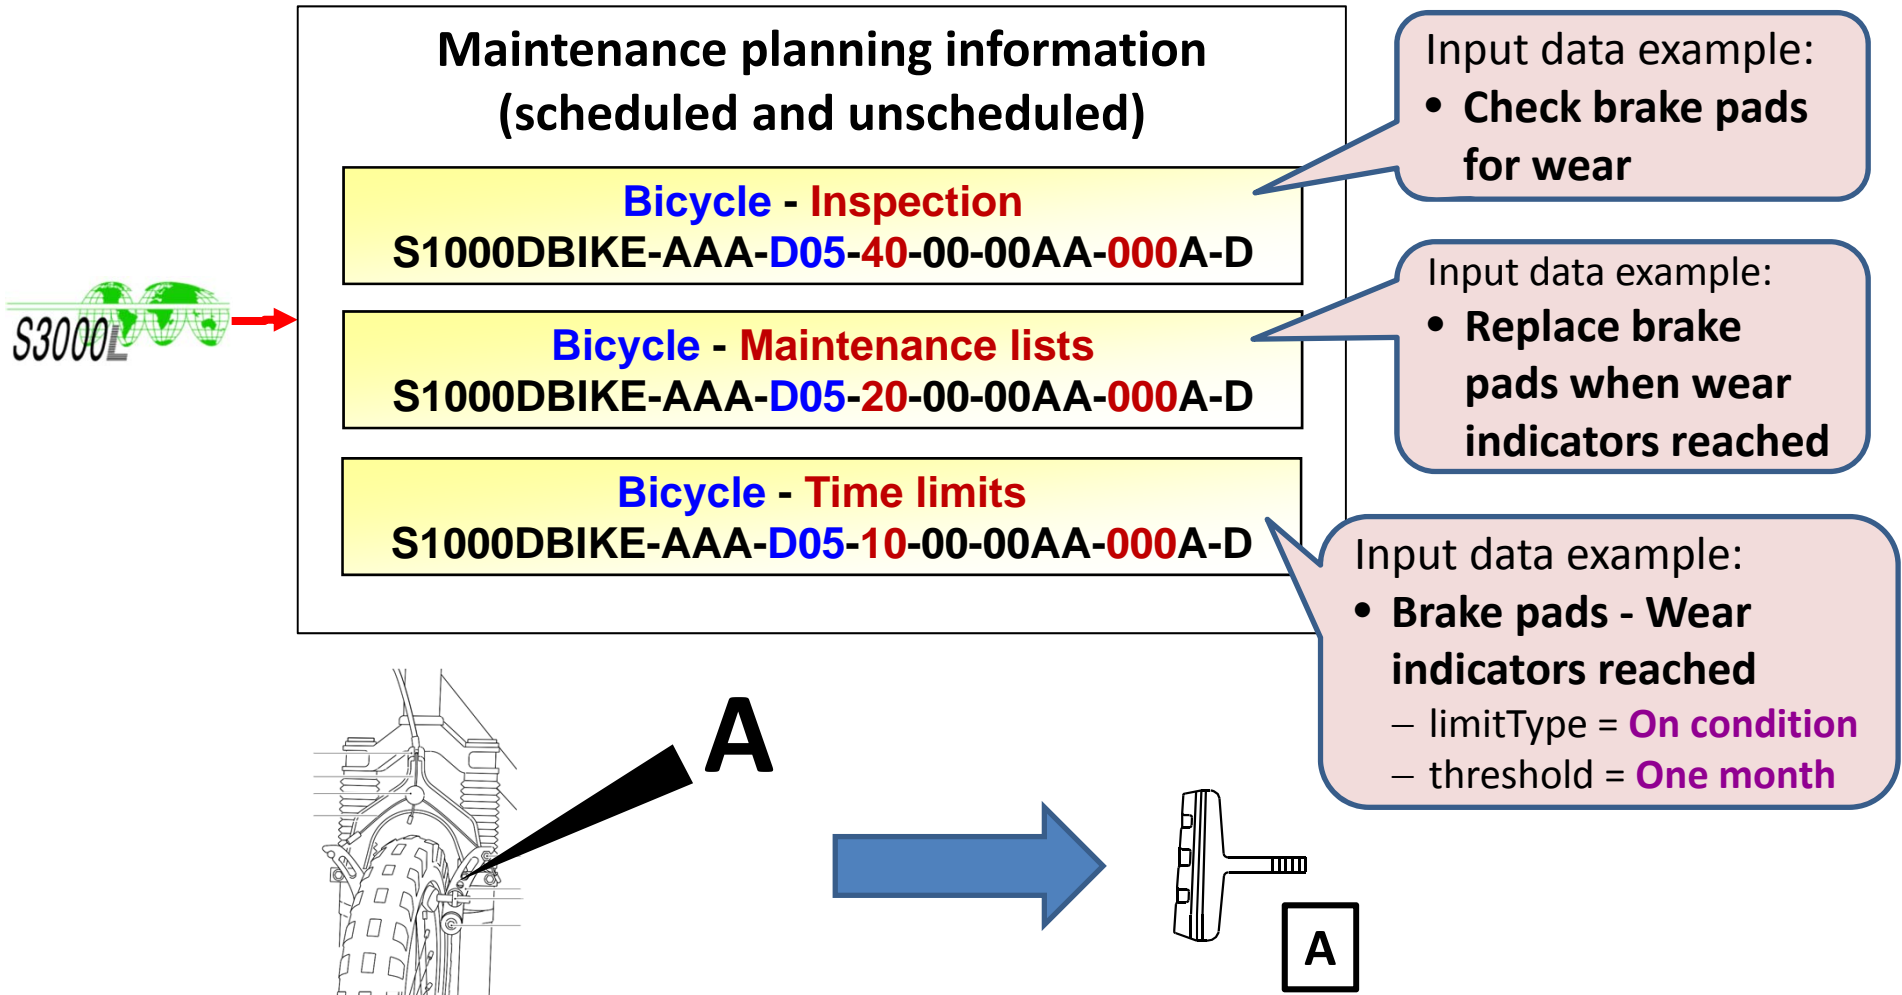 Maintenance planning information
(scheduled and unscheduled)
Bicycle - Inspection
S1000DBIKE-AAA-D05-40-00-00AA-000A-D
Bicycle - Maintenance lists
S1000DBIKE-AAA-D05-20-00-00AA-000A-D
Bicycle - Time limits
S1000DBIKE-AAA-D05-10-00-00AA-000A-D
Input data example:
• Check brake pads
for wear
Input data example:
• Replace brake
pads when wear
indicators reached
Input data example:
• Brake pads - Wear
indicators reached
– limitType = On condition
– threshold = One month
S3000L
A
A